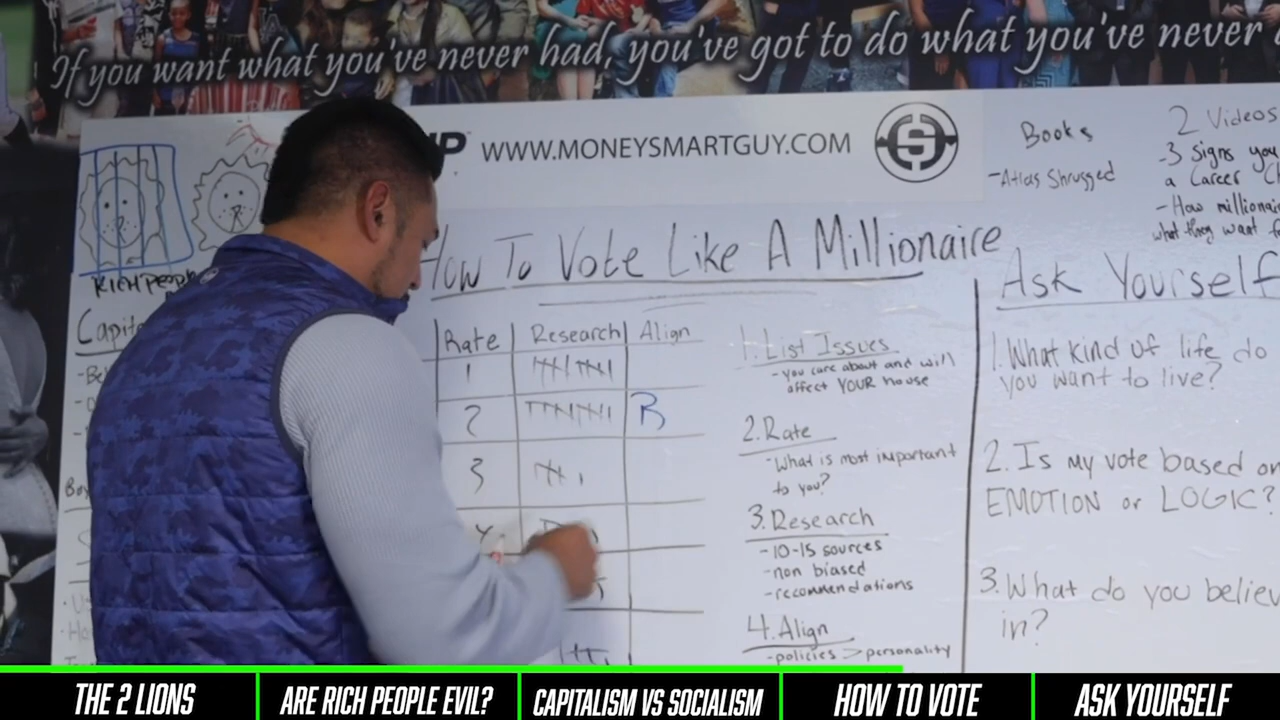 If you want what you've never had, you've got to do what you've never
WWW.MONEYSMARTGUY.COM
Books
-Atlas Shrugged
2 Videos
-3 Signs you
a Career
-How
what they want
RICH PEOPLE
How To Vote Like A Millionaire
Rate
Research
Align
1
2
R
3
1. List Issues
-you care about and will
affect YOUR house
2. Rate
-What is most important
to you?
3. Research
-10-15 sources
-non biased
-recommendations
4. Align
-policies > personality
Ask Yourself
1. What kind of life do
you want to live?
2. Is my vote based on
EMOTION or LOGIC?
3. What do you believe
in?
THE 2 LIONS
ARE RICH PEOPLE EVIL?
CAPITALISM VS SOCIALISM
HOW TO VOTE
ASK YOURSELF